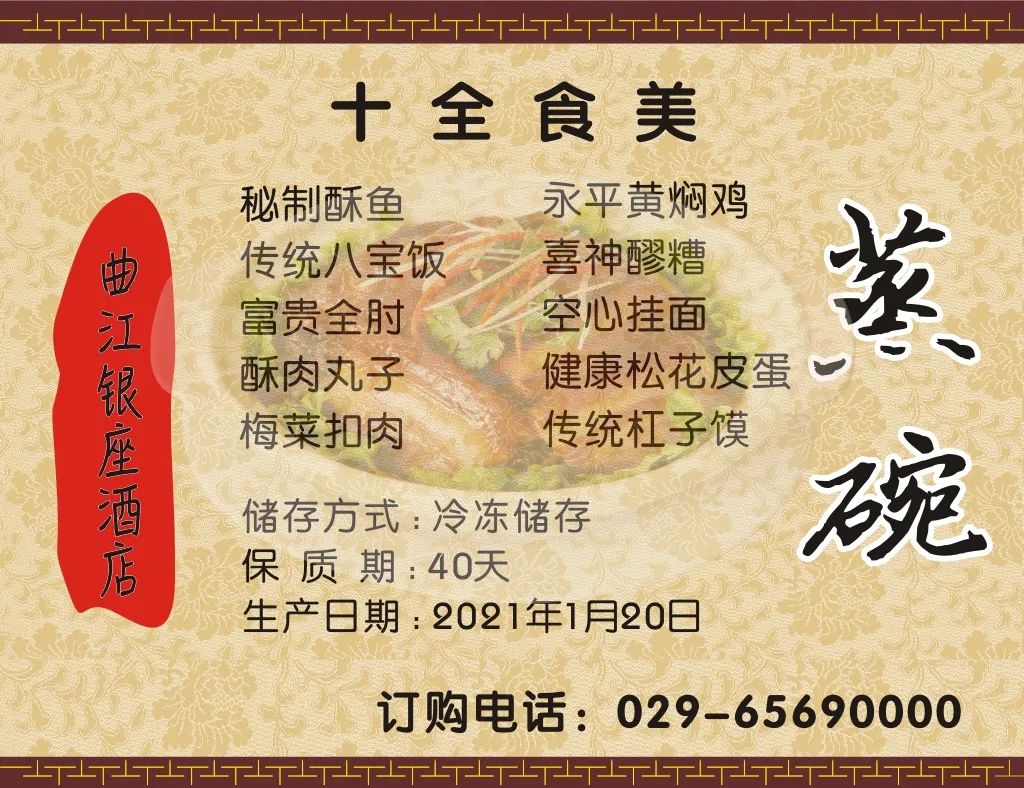 十全食美
秘制酥鱼
传统八宝饭
富贵全肘
酥肉丸子
梅菜扣肉
永平黄焖鸡
喜神醪糟
空心挂面
健康松花皮蛋
传统杠子馍
储存方式：冷冻储存
保质期：40天
生产日期：2021年1月20日
订购电话：029-65690000
曲江银座酒店
蒸碗